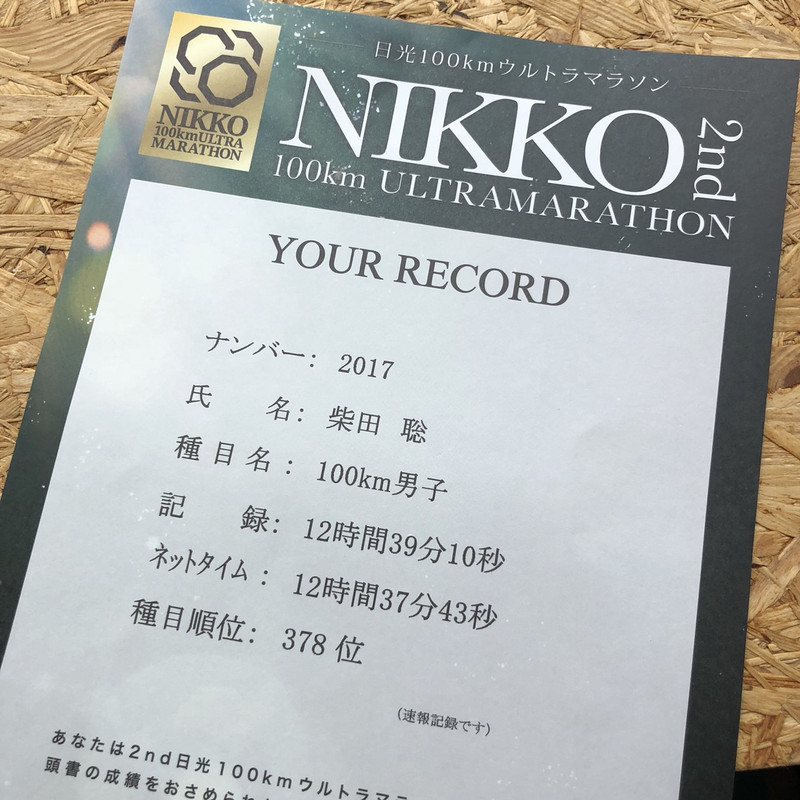 NIKKO
100kmULTRA
MARATHON
日光100kmウルトラマラソン
NIKKO 2nd
100km ULTRAMARATHON
YOUR RECORD
ナンバー: 2017
氏 名: 柴田 聡
種目名: 100km男子
記 録: 12時間39分10秒
ネットタイム: 12時間37分43秒
種目順位: 378 位
(速報記録です)
あなたは2nd日光100kmウルトラマラ
頭書の成績をおさめられ